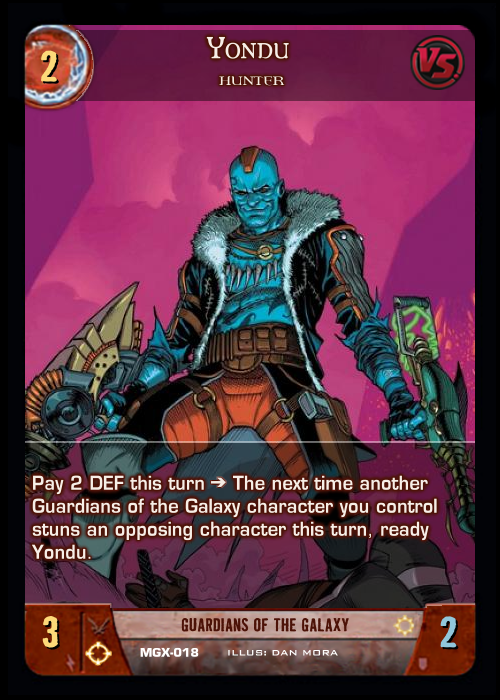 2
Yondu
VS.
HUNTER
Pay 2 DEF this turn ➔ The next time another
Guardians of the Galaxy character you control
stuns an opposing character this turn, ready
Yondu.
3
GUARDIANS OF THE GALAXY
2
MGX-018 ILLUS: DAN MORA